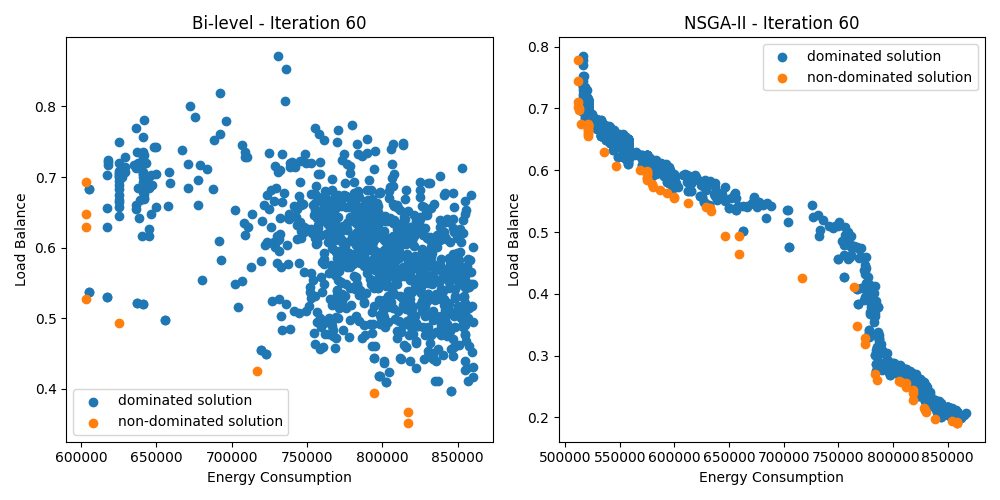 Bi-level - Iteration 60
0.8
0.7
0.6
0.5
0.4
Load Balance
dominated solution
non-dominated solution
600000 650000 700000 750000 800000 850000
Energy Consumption
NSGA-II - Iteration 60
0.8
0.7
0.6
0.5
0.4
0.3
0.2
Load Balance
dominated solution
non-dominated solution
500000 550000 600000 650000 700000 750000 800000 850000
Energy Consumption